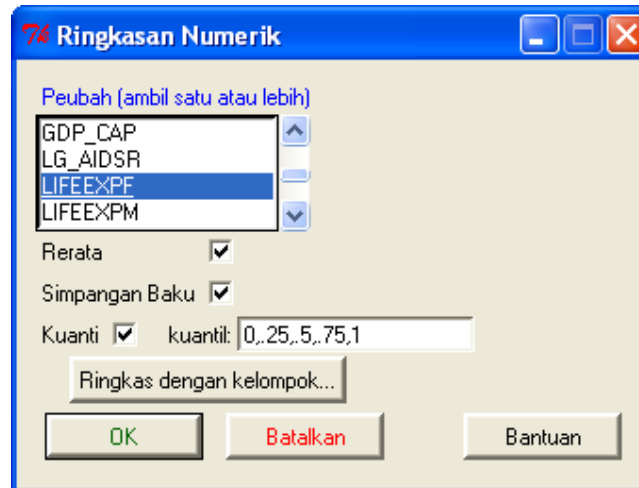 Ringkasan Numerik
Peubah (ambil satu atau lebih)
GDP_CAP
LG_AIDSR
LIFEEXPF
LIFEEXPM
Rerata
Simpangan Baku
Kuanti kuantil: 0,.25,.5,.75,1
Ringkas dengan kelompok...
OK Batalkan Bantuan